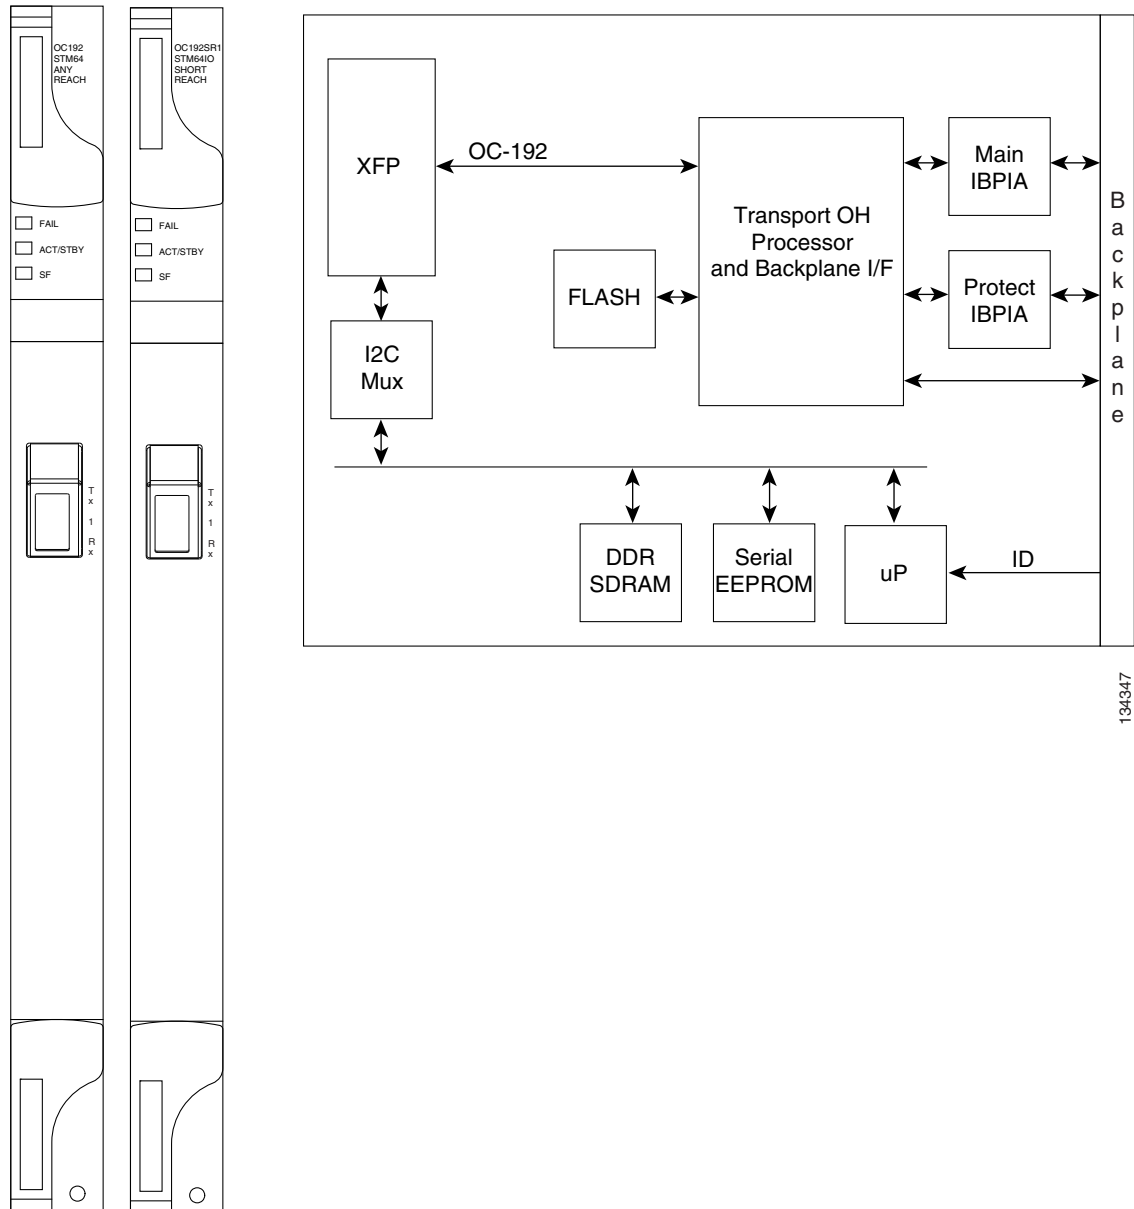 OC192
STM64
ANY
REACH
FAIL
ACT/STBY
SF
Tx
1
Rx
OC192SR1
STM64IO
SHORT
REACH
FAIL
ACT/STBY
SF
Tx
1
Rx
XFP
OC-192
Transport OH
Processor
and Backplane I/F
Main
IBPIA
Protect
IBPIA
FLASH
I2C
Mux
DDR
SDRAM
Serial
EEPROM
uP
ID
Backplane
134347